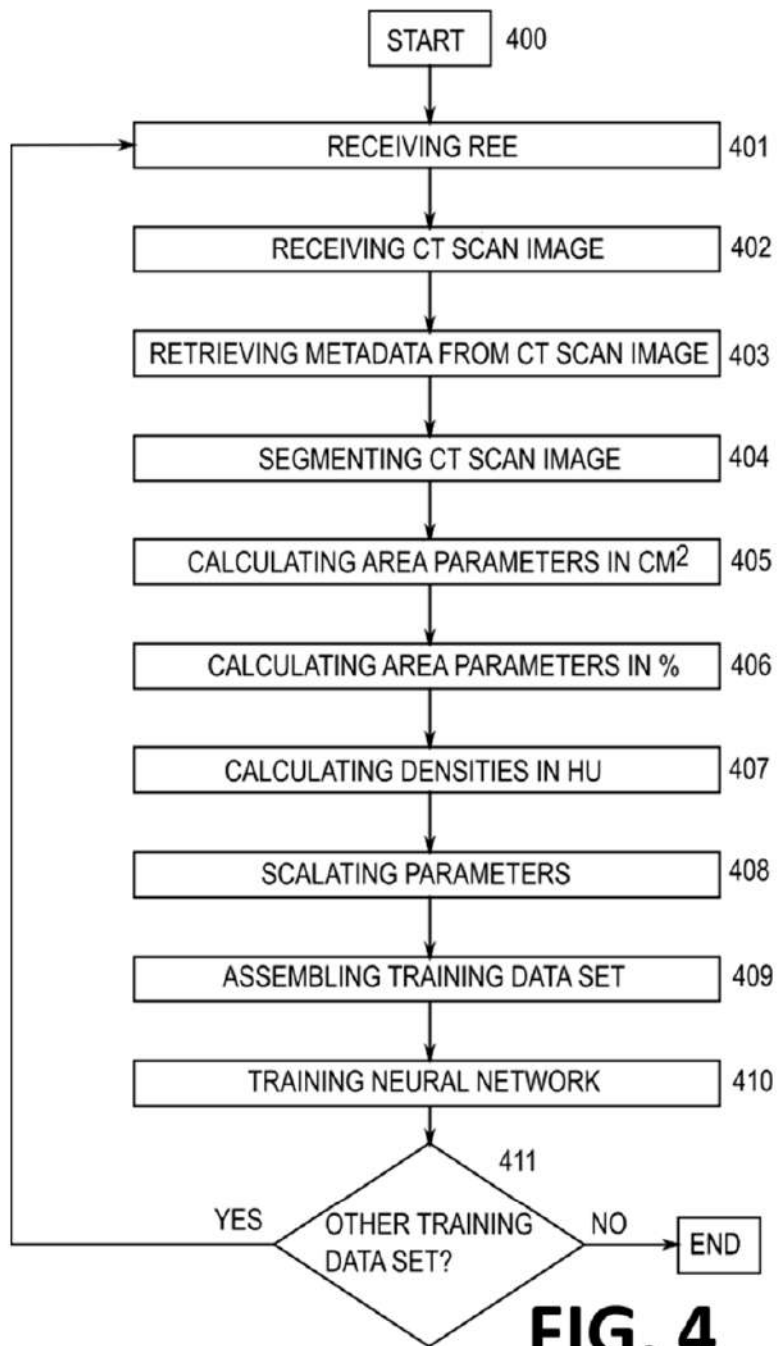 START 400
RECEIVING REE 401
RECEIVING CT SCAN IMAGE 402
RETRIEVING METADATA FROM CT SCAN IMAGE 403
SEGMENTING CT SCAN IMAGE 404
CALCULATING AREA PARAMETERS IN CM² 405
CALCULATING AREA PARAMETERS IN % 406
CALCULATING DENSITIES IN HU 407
SCALATING PARAMETERS 408
ASSEMBLING TRAINING DATA SET 409
TRAINING NEURAL NETWORK 410
411
YES OTHER TRAINING NO END
DATA SET?
FIG. 4